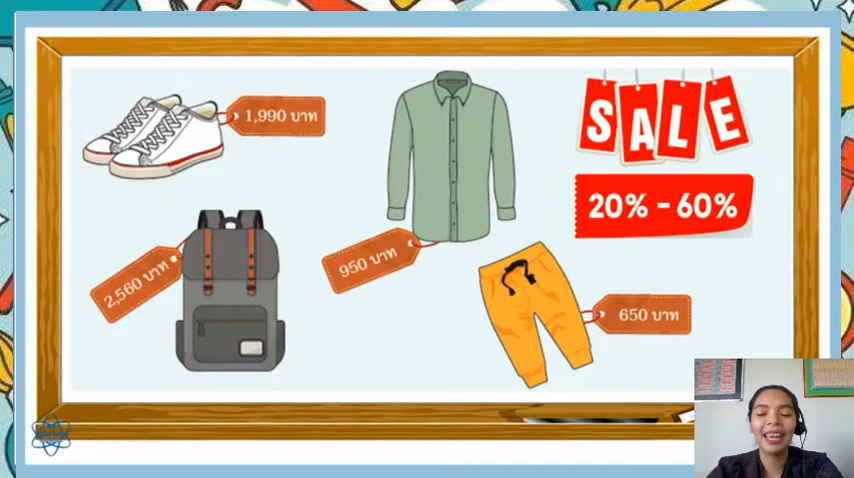 1,990 บาท
SALE
20% - 60%
950 บาท
2,560 บาท
650 บาท